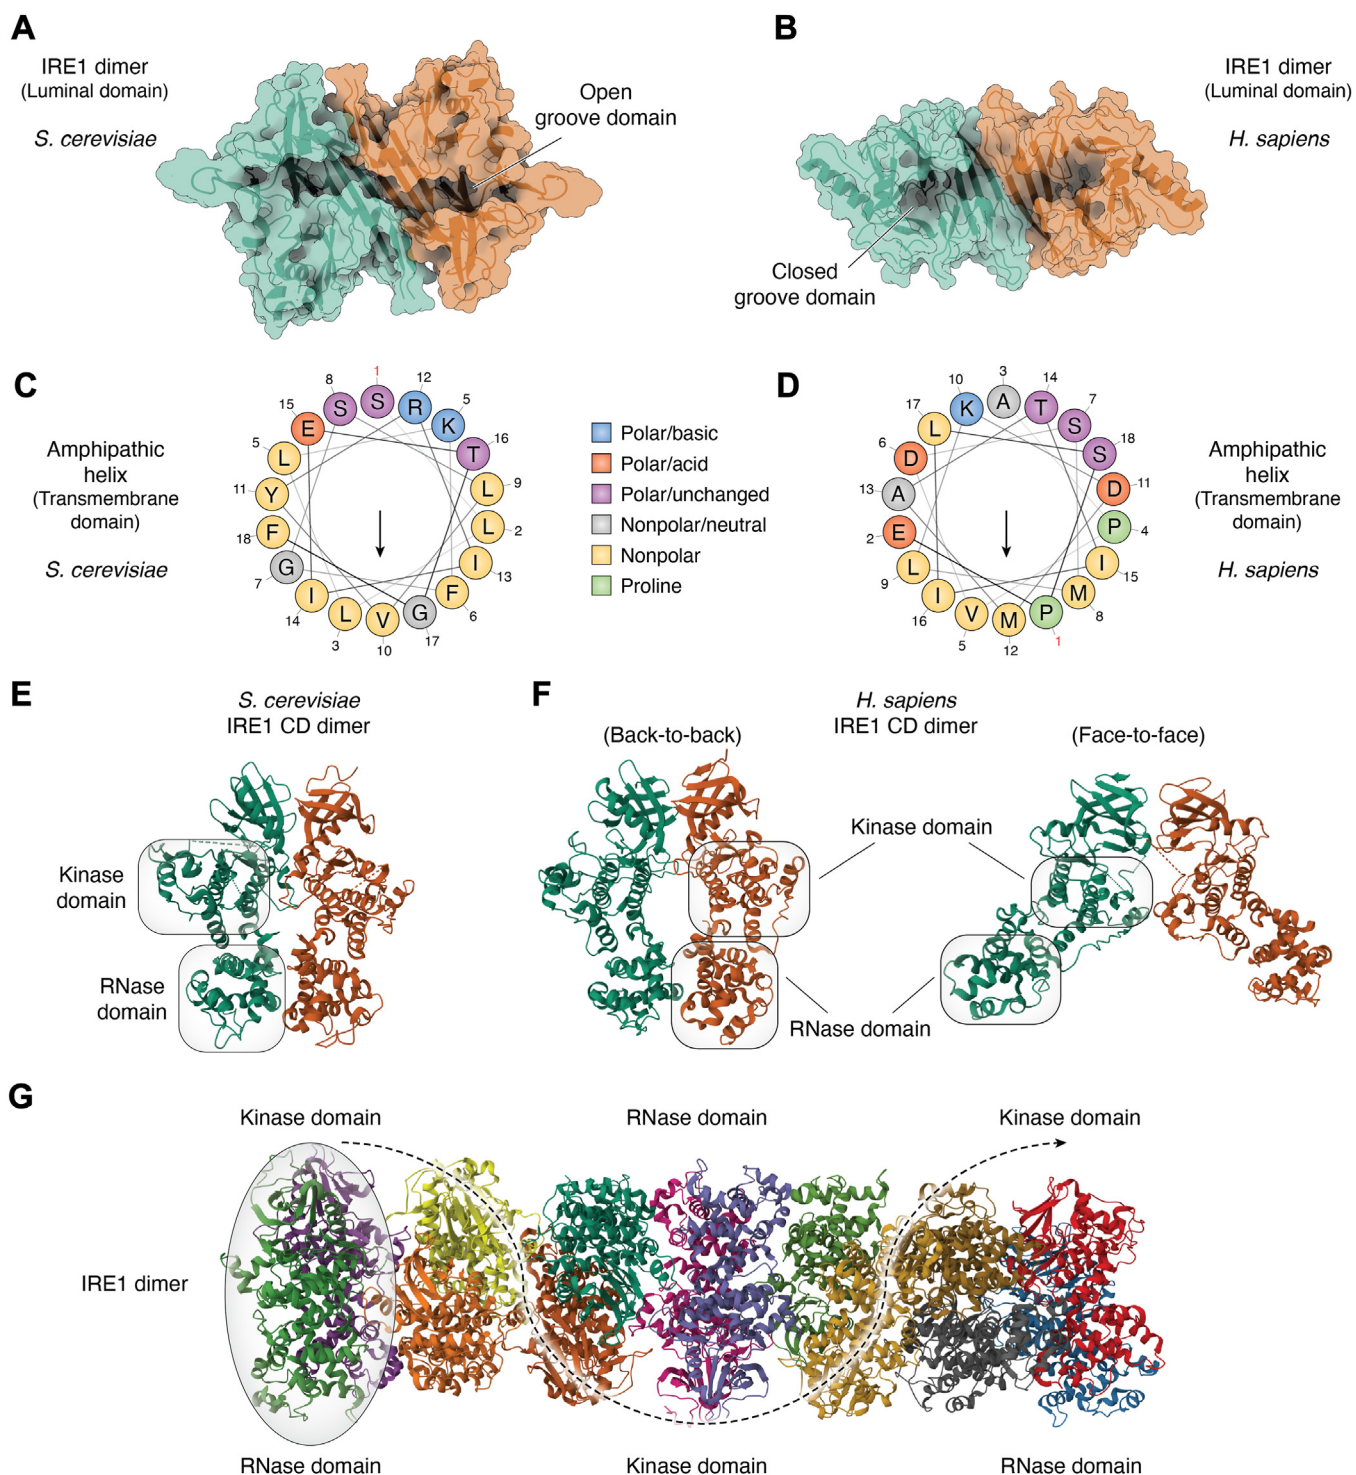 A
IRE1 dimer
(Luminal domain)
S. cerevisiae
Open
groove domain
B
IRE1 dimer
(Luminal domain)
H. sapiens
Closed
groove domain
C
Amphipathic
helix
(Transmembrane
domain)
S. cerevisiae
8 1 12 5 15 16 5 9 11 2 18 13 7 6 14 17 3 10
S S R K E T L L Y L F I G F I G L V
Polar/basic
Polar/acid
Polar/unchanged
Nonpolar/neutral
Nonpolar
Proline
D
Amphipathic
helix
(Transmembrane
domain)
H. sapiens
10 3 14 7 17 18 6 11 13 4 2 15 9 8 16 1 5 12
K A T S L S D D A P E I L M I P V M
E
S. cerevisiae
IRE1 CD dimer
Kinase
domain
RNase
domain
F
H. sapiens
IRE1 CD dimer
(Back-to-back)
(Face-to-face)
Kinase domain
RNase domain
G
Kinase domain
RNase domain
Kinase domain
IRE1 dimer
RNase domain
Kinase domain
RNase domain